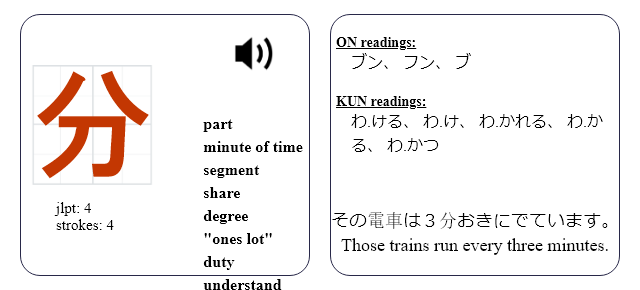 分
jlpt: 4
strokes: 4
part
minute of time
segment
share
degree
"ones lot"
duty
understand
ON readings:
ブン、 フン、 ブ
KUN readings:
わ.ける、 わ.け、 わ.かれる、 わ.か
る、 わ.かつ
その電車は３分おきにでています。
Those trains run every three minutes.